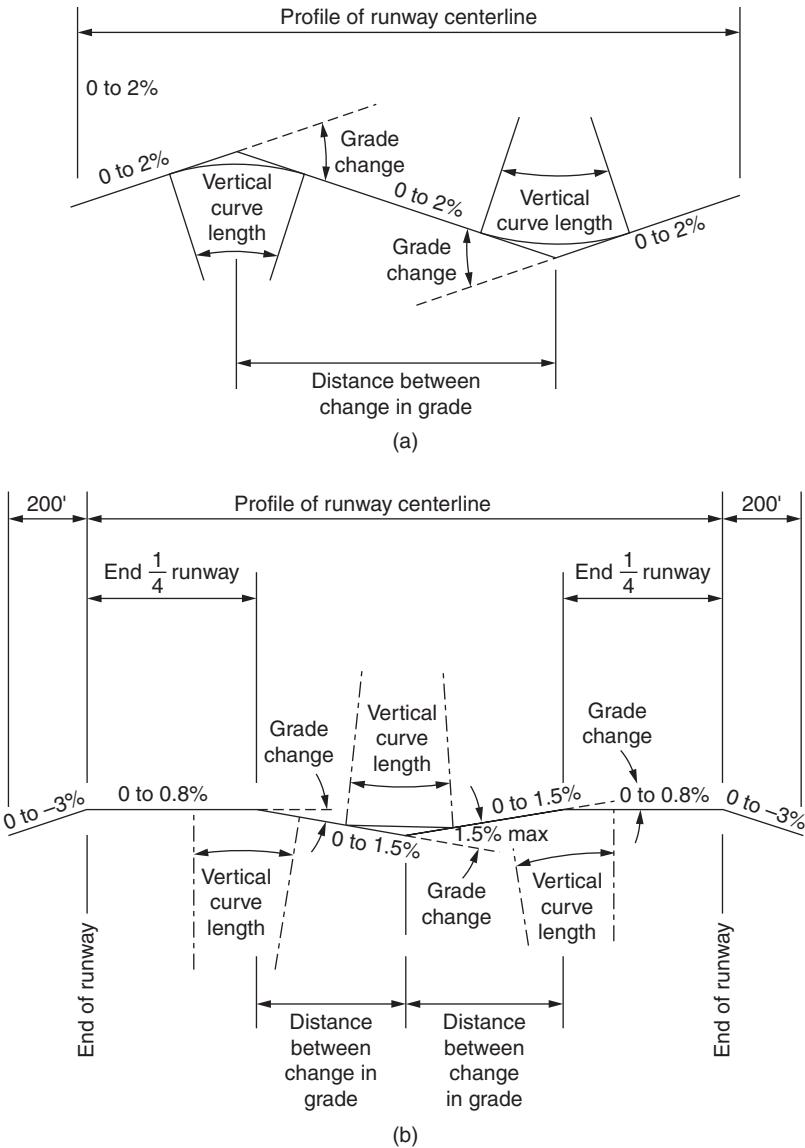 Profile of runway centerline
0 to 2%
0 to 2%
Grade
change
Vertical
curve
length
0 to 2%
Grade
change
Vertical
curve length
0 to 2%
Distance between
change in grade
(a)
200'
Profile of runway centerline
200'
End 1/4 runway
End 1/4 runway
Grade
change
Vertical
curve
length
Grade
change
0 to –3%
0 to 0.8%
0 to 1.5%
0 to 1.5%
1.5% max
0 to 0.8%
0 to –3%
Vertical
curve
length
Grade
change
Vertical
curve
length
End of runway
Distance
between
change in
grade
Distance
between
change
in grade
End of runway
(b)